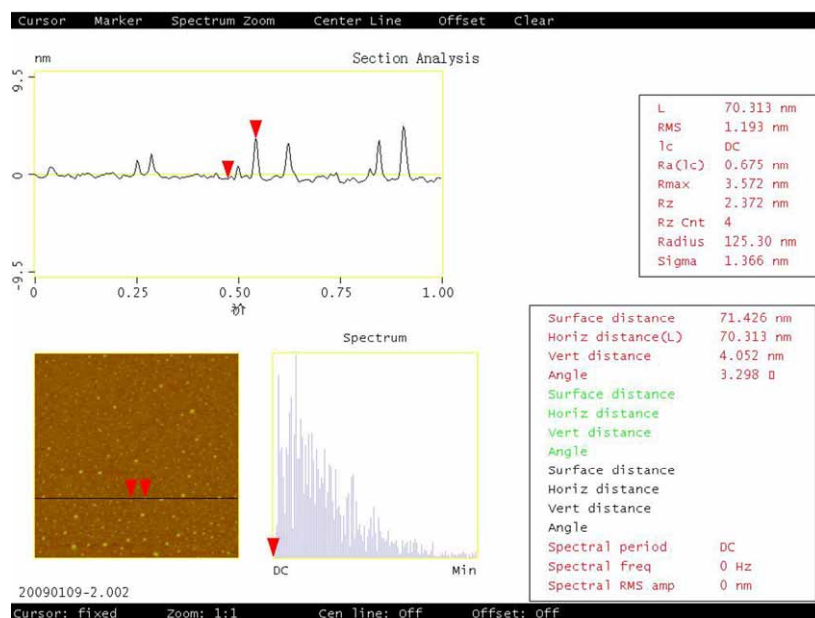 Cursor Marker Spectrum Zoom Center Line Offset Clear
nm Section Analysis
9.5
0
-9.5
0 0.25 0.50 0.75 1.00
L 70.313 nm
RMS 1.193 nm
lc DC
Ra(lc) 0.675 nm
Rmax 3.572 nm
Rz 2.372 nm
Rz Cnt 4
Radius 125.30 nm
Sigma 1.366 nm
Spectrum
DC Min
Surface distance 71.426 nm
Horiz distance(L) 70.313 nm
Vert distance 4.052 nm
Angle 3.298
Surface distance
Horiz distance
Vert distance
Angle
Surface distance
Horiz distance
Vert distance
Angle
Spectral period DC
Spectral freq 0 Hz
Spectral RMS amp 0 nm
20090109-2.002
Cursor: fixed Zoom: 1:1 Cen line: Off Offset: Off